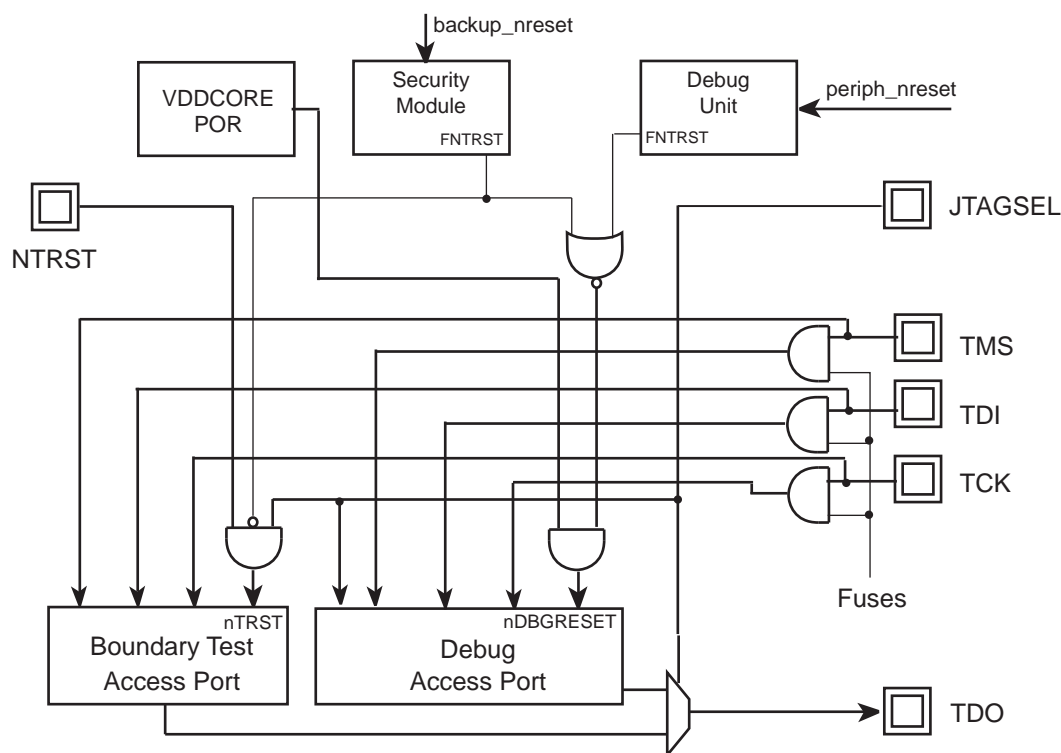 backup_nreset
VDDCORE
POR
Security
Module
FNTRST
Debug
Unit
FNTRST
periph_nreset
NTRST
JTAGSEL
TMS
TDI
TCK
Fuses
nTRST
Boundary Test
Access Port
nDBGRESET
Debug
Access Port
TDO